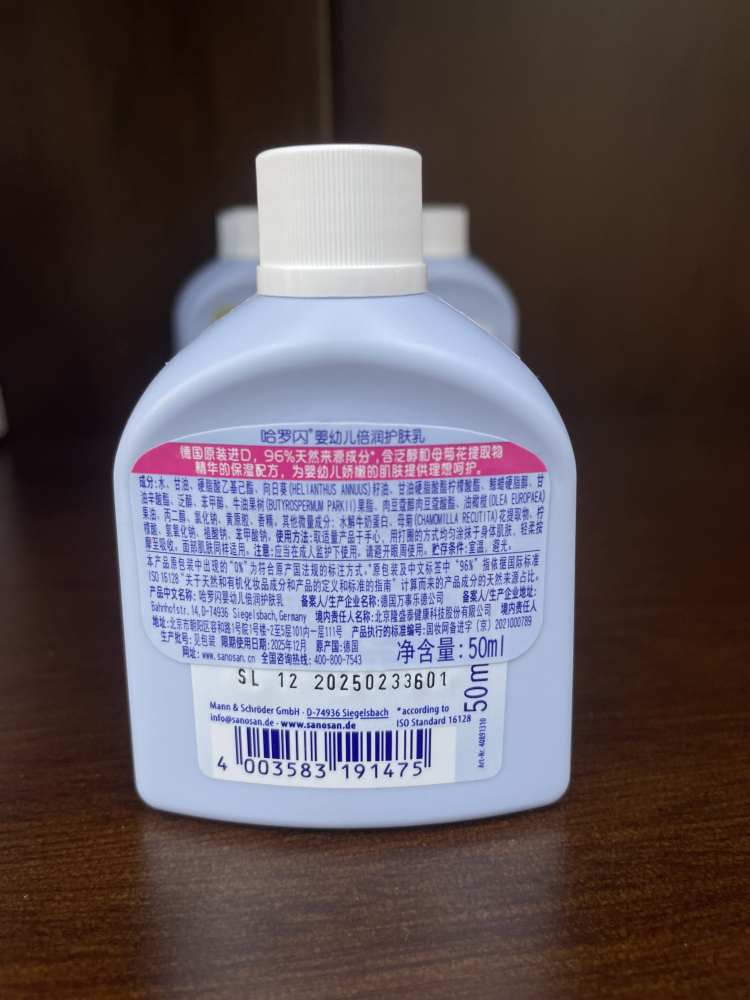 哈罗闪®婴幼儿倍润护肤乳
德国原装进口,96%天然来源成分*,含泛醇和母菊花提取物
精华的保湿配方,为婴幼儿娇嫩的肌肤提供理想呵护。
成分:水、甘油、硬脂酸乙基己酯、向日葵(HELIANTHUS ANNUUS)籽油、甘油硬脂酸酯柠檬酸酯、鲸蜡硬脂醇、甘
油辛酸酯、泛醇、苯甲醇、牛油果树(BUTYROSPERMUM PARKII)果脂、肉豆蔻醇肉豆蔻酸酯、油橄榄(OLEA EUROPAEA)
果油、丙二醇、氯化钠、黄原胶、香精、其他微量成分:水解牛奶蛋白、母菊(CHAMOMILLA RECUTITA)花提取物、柠
檬酸、氢氧化钠、植酸钠、苯甲酸钠。使用方法:取适量产品于手心,用打圈的方式均匀涂抹于身体肌肤,轻柔按
摩至吸收。面部肌肤同样适用。注意:应当在成人监护下使用。请避开眼周使用。贮存条件:室温,避光。
本产品原包装中出现的"0%"为符合原产国法规的标注方式。*原包装及中文标签中"96%"指依据国际标准
ISO 16128"关于天然和有机化妆品成分和产品的定义和标准的指南"计算而来的产品成分的天然来源占比。
产品中文名称:哈罗闪婴幼儿倍润护肤乳 备案人/生产企业名称:德国万事乐德公司 备案人/生产企业地址:
Bahnhofstr.14,D-74936 Siegelsbach,Germany 境内责任人名称:北京隆盛泰健康科技股份有限公司 境内责任人
地址:北京市朝阳区容和路1号院1号楼-2至5层101内一层111号 产品执行的标准编号:国妆网备进字(京)2021000789
生产批号:见包装 限期使用日期:2025年12月 原产国:德国
网址:www.sanosan.cn 全国咨询热线:400-800-7543
净含量:50ml
SL 12 20250233601
50m
Mann & Schröder GmbH · D-74936 Siegelsbach
info@sanosan.de · www.sanosan.de
*according to
ISO Standard 16128
Art-Nr. 40891310
4 003583 191475